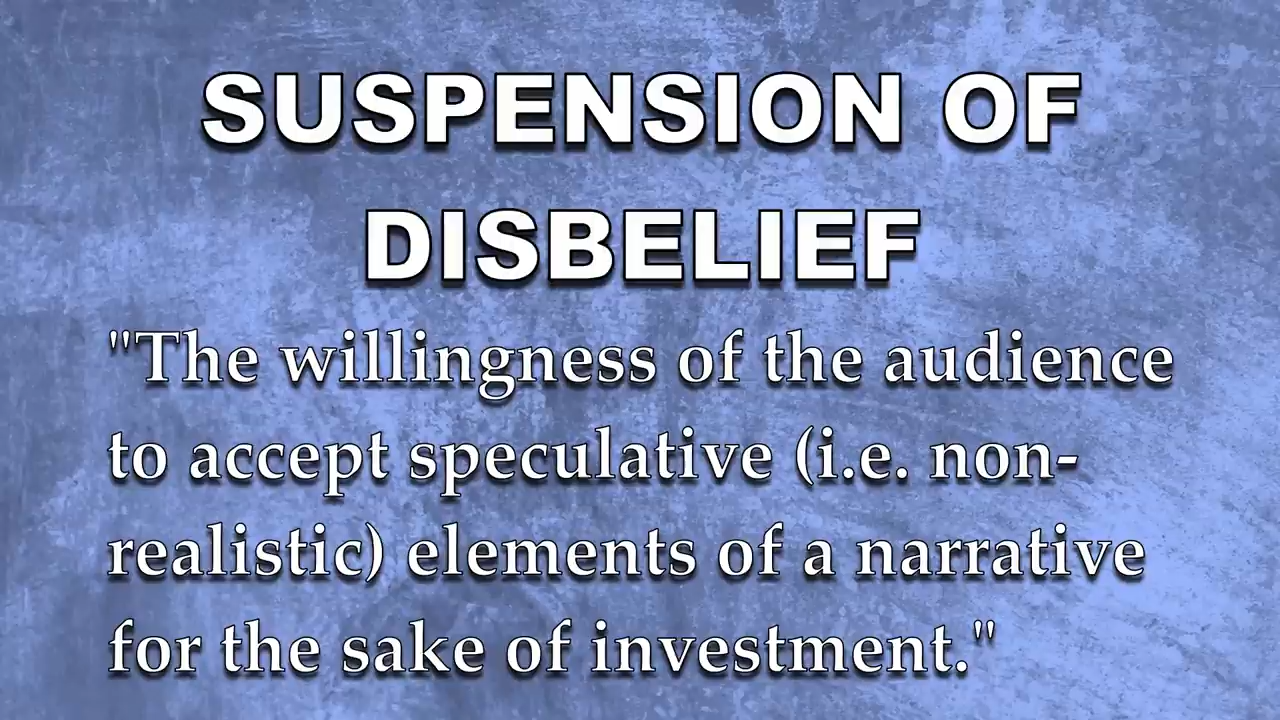 SUSPENSION OF
DISBELIEF
"The willingness of the audience
to accept speculative (i.e. non-
realistic) elements of a narrative
for the sake of investment."